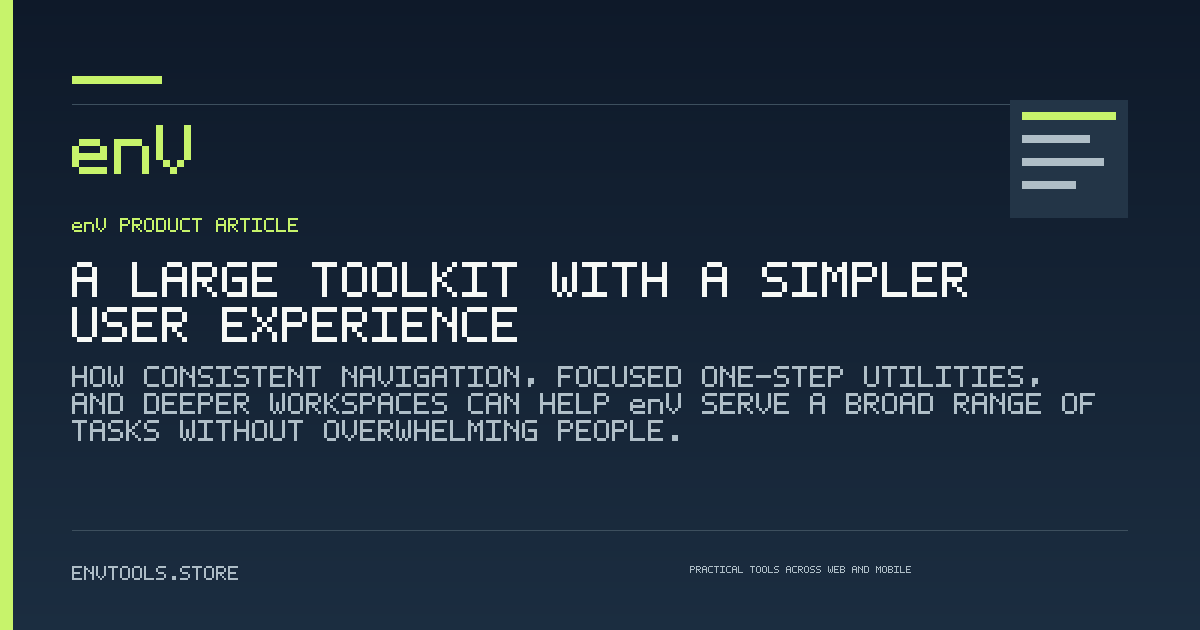 enV
enV PRODUCT ARTICLE
A LARGE TOOLKIT WITH A SIMPLER
USER EXPERIENCE
HOW CONSISTENT NAVIGATION, FOCUSED ONE-STEP UTILITIES,
AND DEEPER WORKSPACES CAN HELP enV SERVE A BROAD RANGE OF
TASKS WITHOUT OVERWHELMING PEOPLE.
ENVTOOLS.STORE
PRACTICAL TOOLS ACROSS WEB AND MOBILE